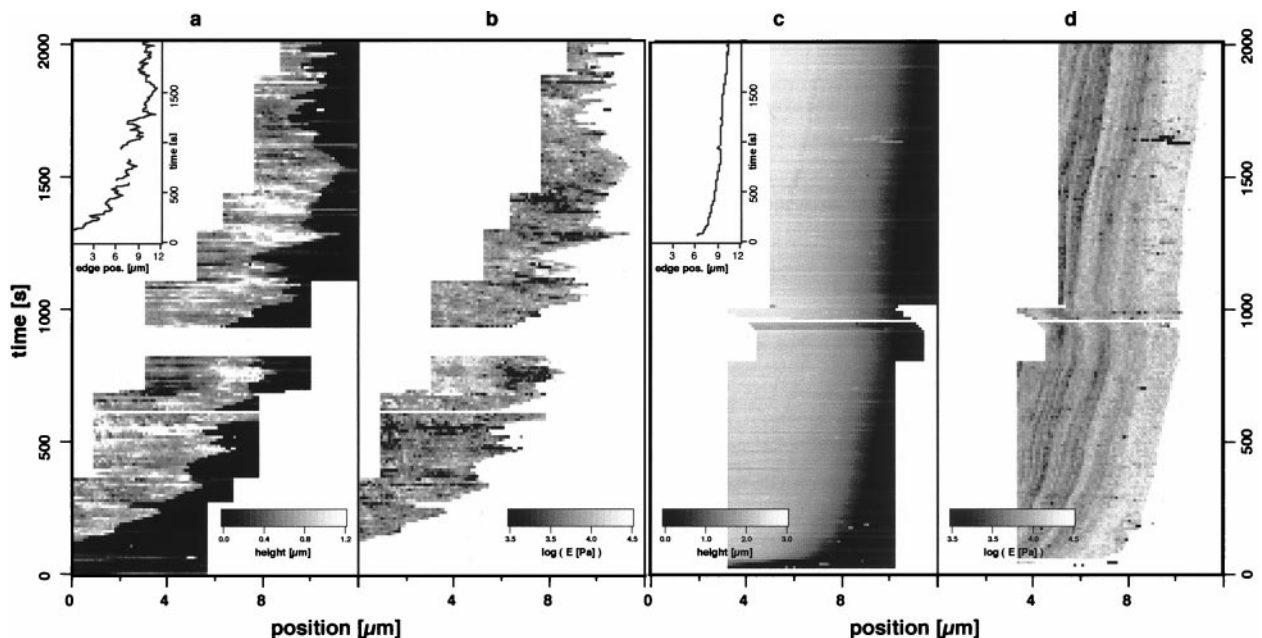 a b c d
2000
1500
1000
500
0
time [s]
1500
1000
500
0
time [s]
3 6 9 12
edge pos. [µm]
0.0 0.4 0.8 1.2
height [µm]
3.5 4.0 4.5
log ( E [Pa] )
1500
1000
500
0
time [s]
3 6 9 12
edge pos. [µm]
0.0 1.0 2.0 3.0
height [µm]
3.5 4.0 4.5
log ( E [Pa] )
2000
1500
1000
500
0
0 4 8 4 8 0 4 8 4 8
position [µm] position [µm]